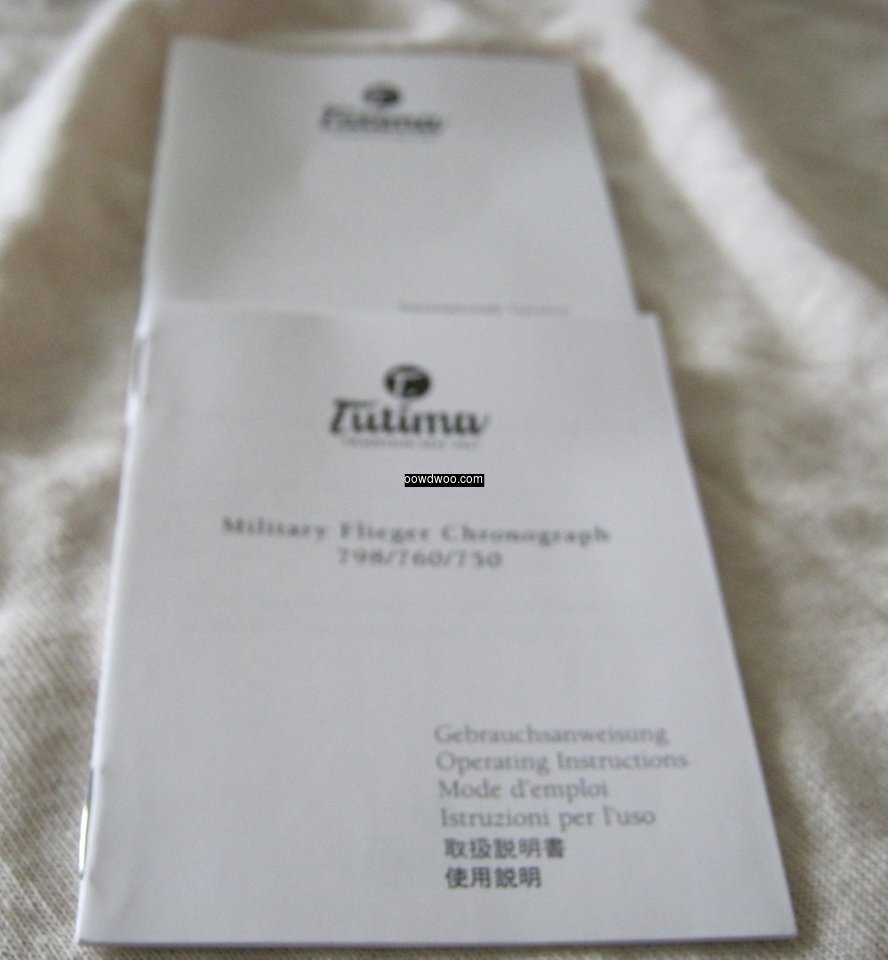 Tutima
Tutima
oowdwoo.com
Military Flieger Chronograph
798/760/750
Gebrauchsanweisung
Operating Instructions
Mode d'emploi
Istruzioni per l'uso
取扱説明書
使用説明